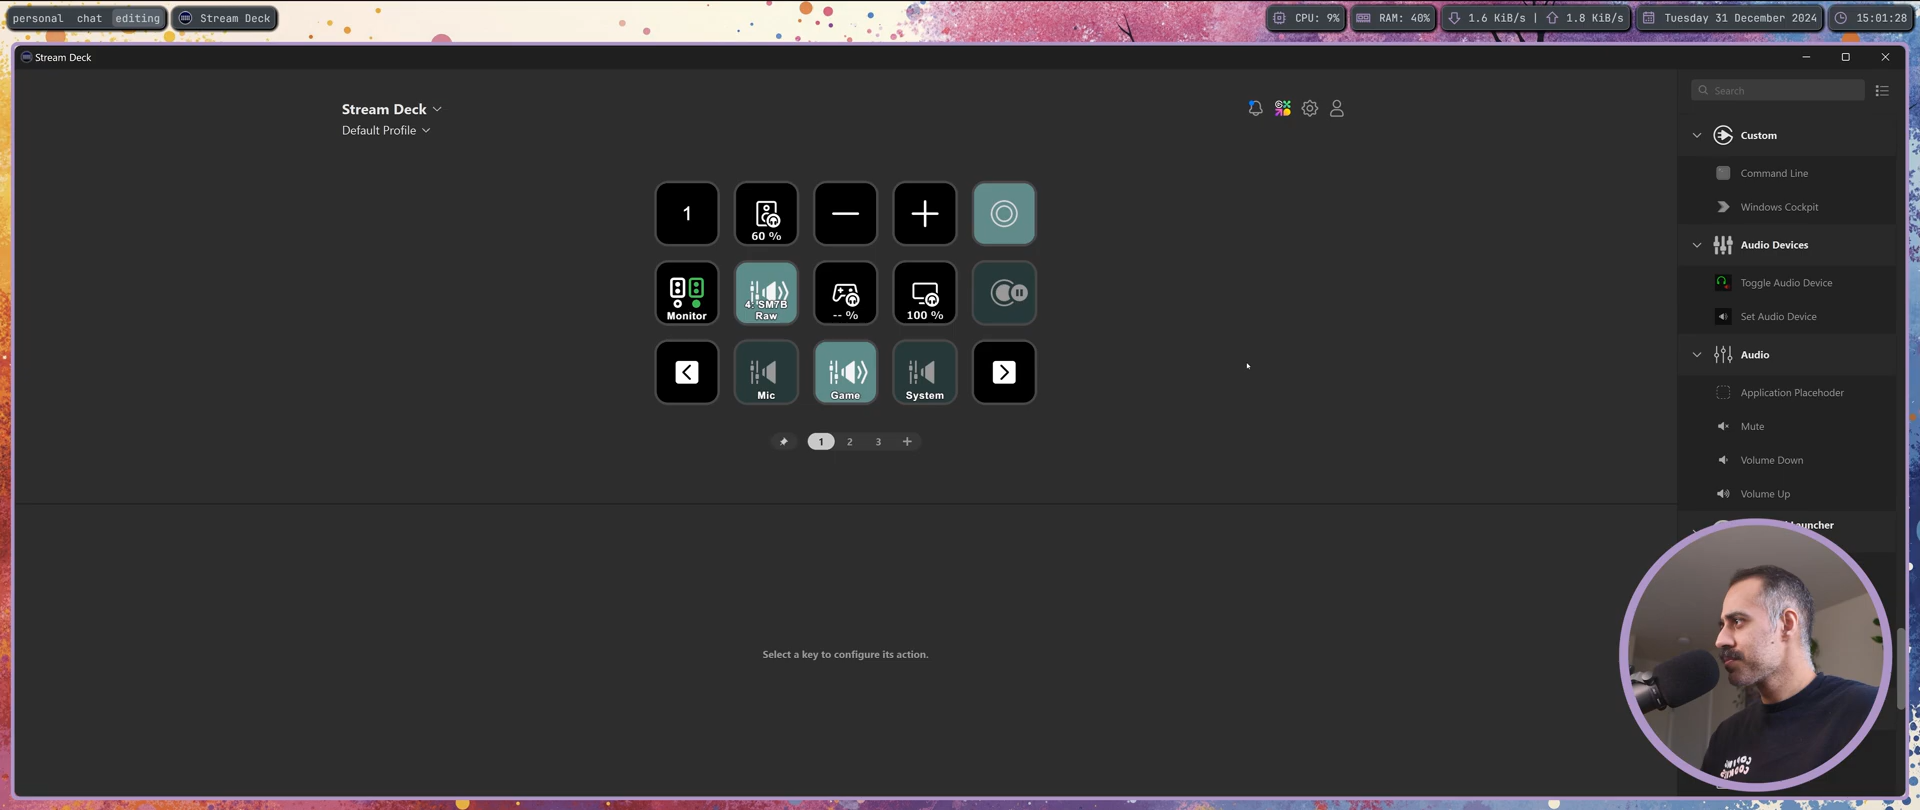 personal chat editing Stream Deck CPU: 9% RAM: 40% 1.6 KiB/s | 1.8 KiB/s Tuesday 31 December 2024 15:01:28
Stream Deck
Stream Deck
Default Profile
1
60 %
Monitor
4: SM7B
Raw
-- %
100 %
Mic
Game
System
1 2 3 +
Select a key to configure its action.
Search
Custom
Command Line
Windows Cockpit
Audio Devices
Toggle Audio Device
Set Audio Device
Audio
Application Placehoder
Mute
Volume Down
Volume Up